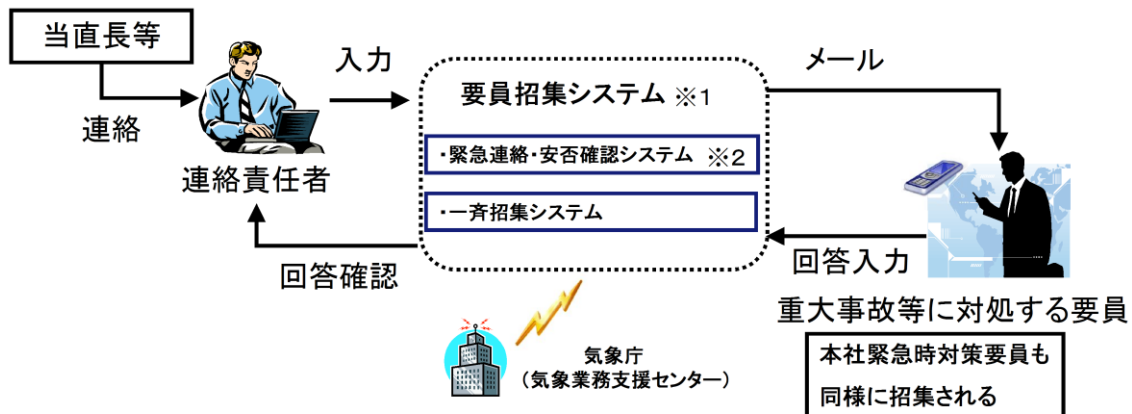 当直長等
連絡
連絡責任者
入力
要員招集システム ※1
・緊急連絡・安否確認システム ※2
・一斉招集システム
メール
回答入力
回答確認
重大事故等に対処する要員
本社緊急時対策要員も
同様に招集される
気象庁
（気象業務支援センター）